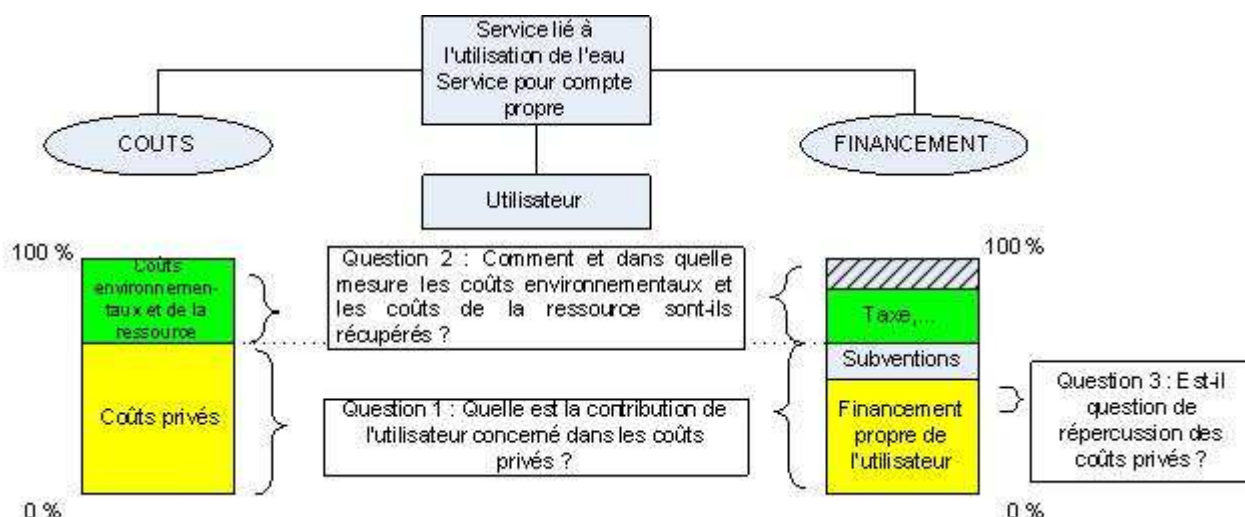 Service lié à
l'utilisation de l'eau
Service pour compte
propre
COUTS
FINANCEMENT
Utilisateur
100 %
100 %
Coûts
environnemen-
taux et de la
ressource
Question 2 : Comment et dans quelle
mesure les coûts environnementaux et
les coûts de la ressource sont-ils
récupérés ?
Taxe,...
Subventions
Coûts privés
Question 1 : Quelle est la contribution de
l'utilisateur concerné dans les coûts
privés ?
Financement
propre de
l'utilisateur
Question 3 : Est-il
question de
répercussion des
coûts privés ?
0 %
0 %